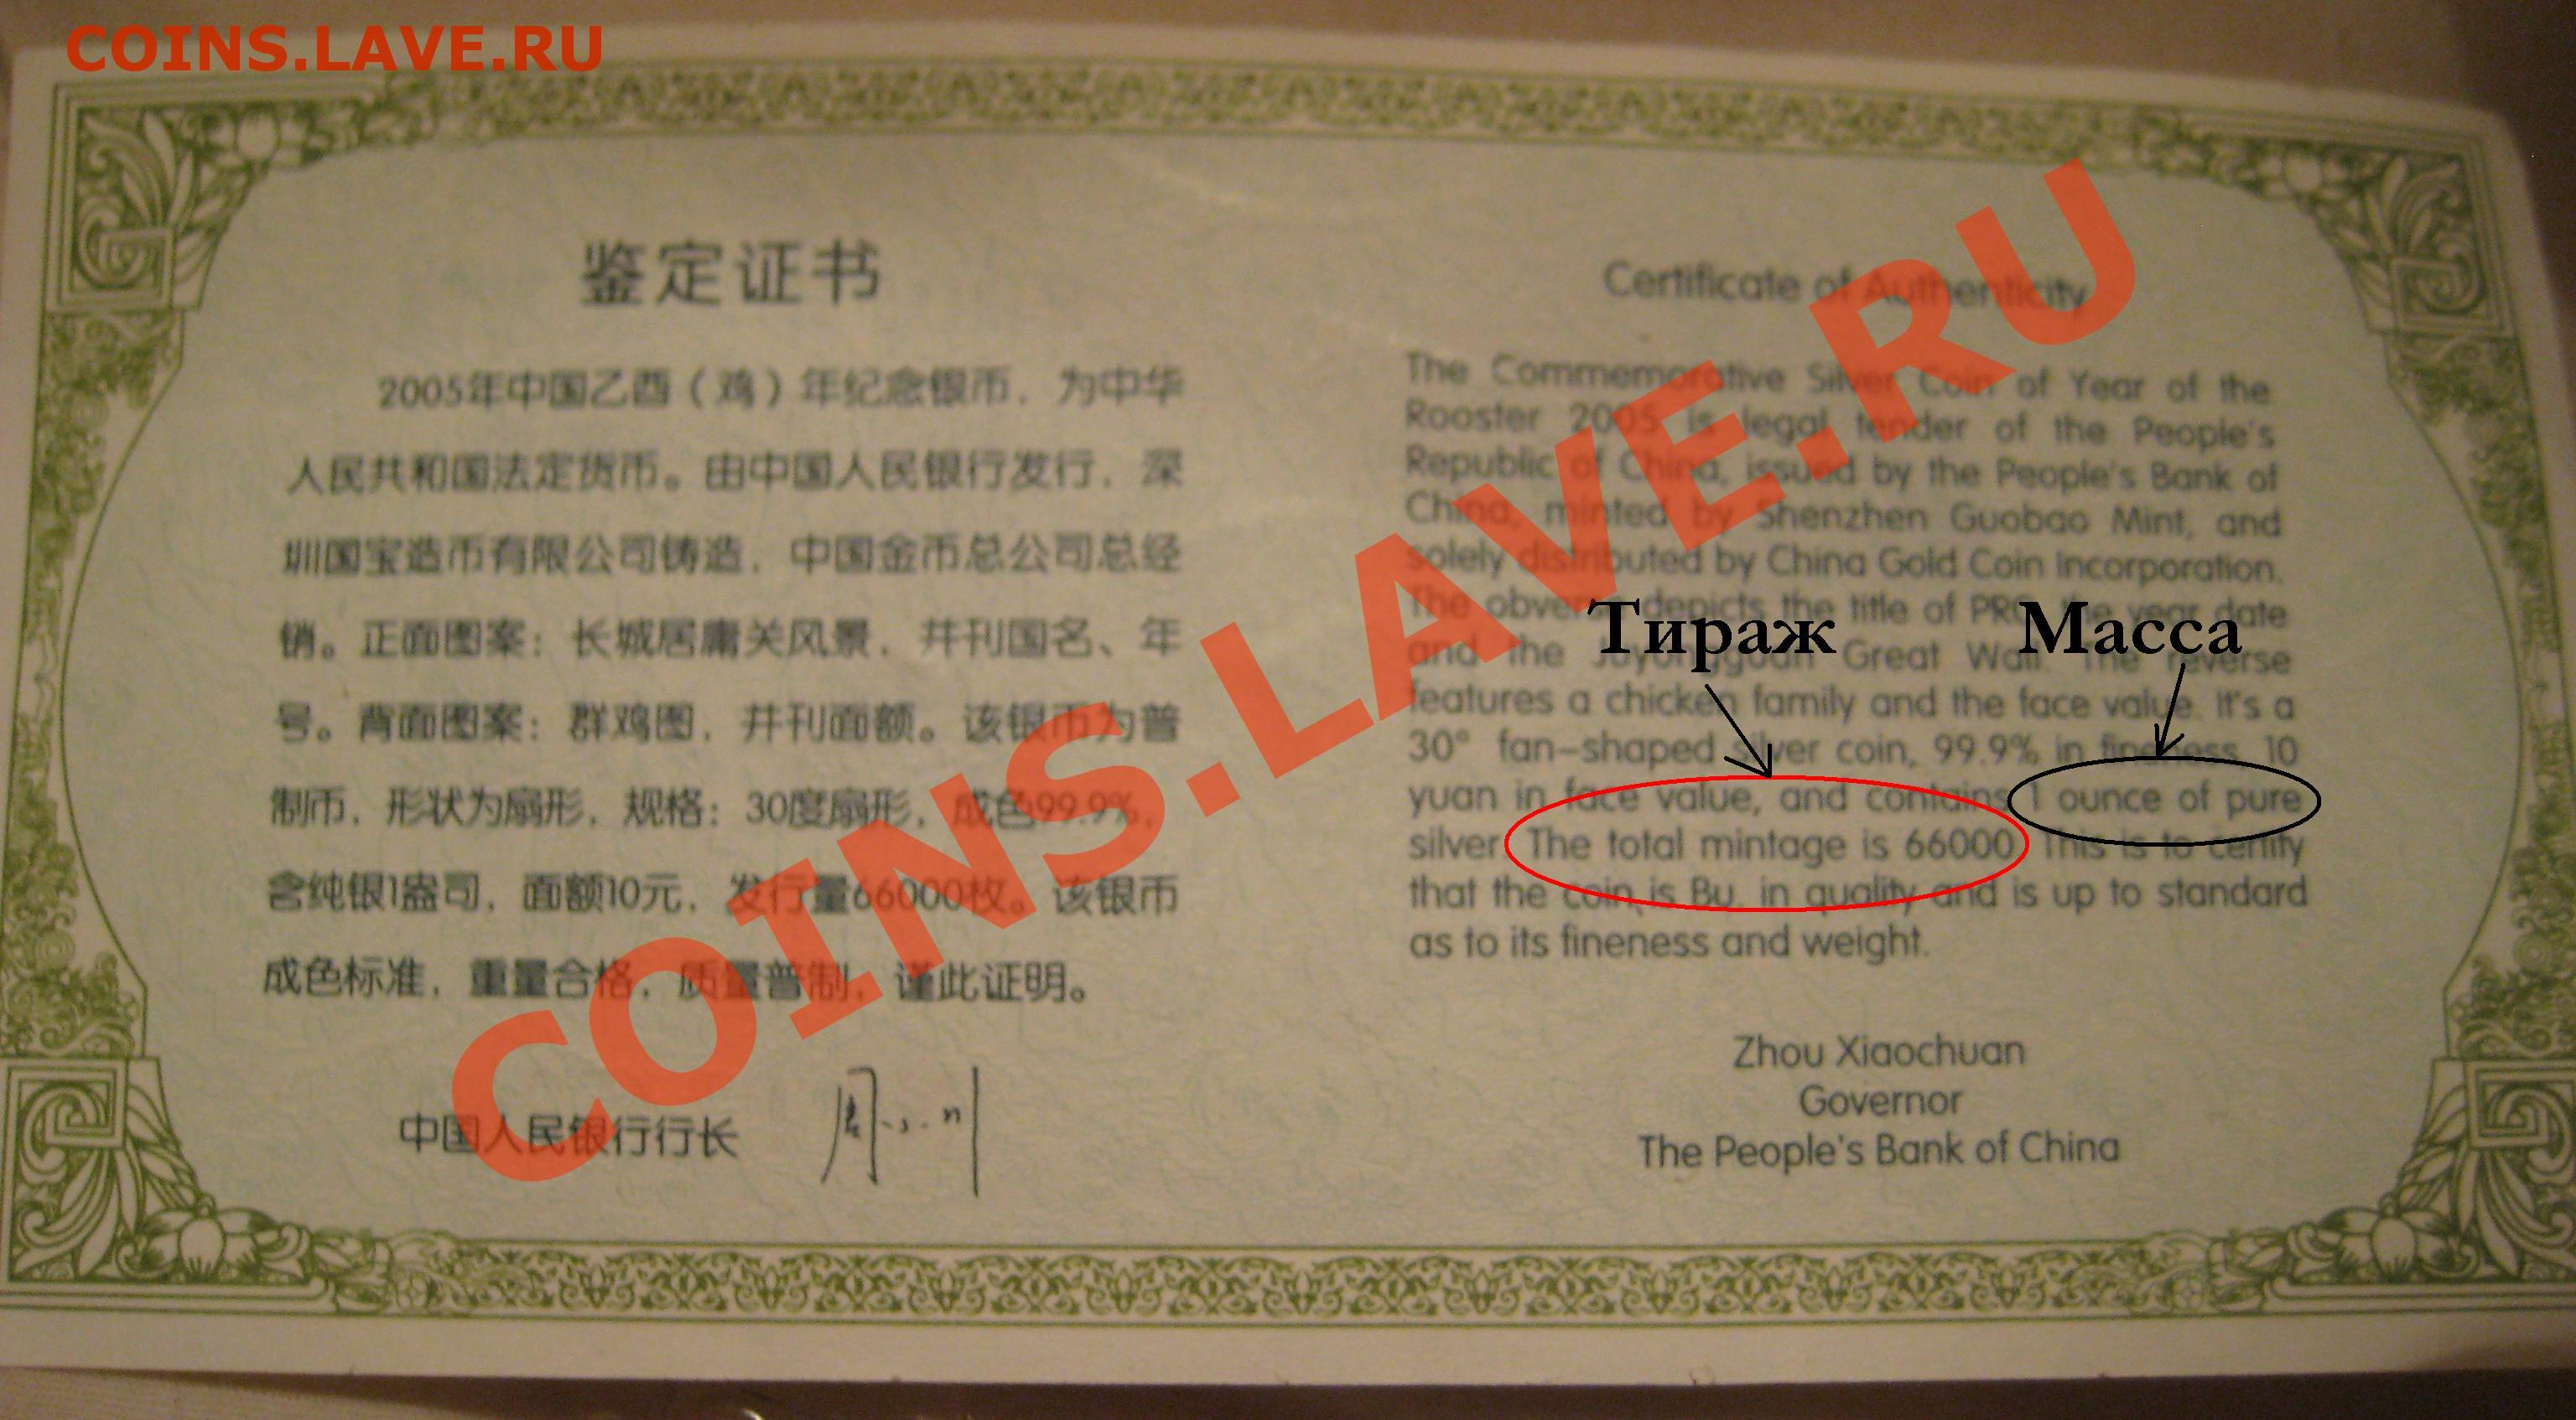 COINS.LAVE.RU
鉴定证书
2005年中国乙酉（鸡）年纪念银币，为中华
人民共和国法定货币。由中国人民银行发行，深
圳国宝造币有限公司铸造，中国金币总公司总经
销。正面图案：长城居庸关风景，并刊国名、年
号。背面图案：群鸡图，并刊面额。该银币为普
制币，形状为扇形，规格：30度扇形，成色99.9%，
含纯银1盎司，面额10元，发行量66000枚。该银币
成色标准，重量合格，质量普制，谨此证明。
中国人民银行行长
Certificate of Authenticity
The Commemorative Silver Coin of Year of the
Rooster 2005 is legal tender of the People's
Republic of China, issued by the People's Bank of
China, minted by Shenzhen Guobao Mint, and
solely distributed by China Gold Coin Incorporation.
The obverse depicts the title of PRC, the year date
and the Juyongguan Great Wall. The reverse
features a chicken family and the face value. It's a
30° fan-shaped silver coin, 99.9% in fineness, 10
yuan in face value, and contains 1 ounce of pure
silver. The total mintage is 66000. This is to certify
that the coin is Bu. in quality and is up to standard
as to its fineness and weight.
Zhou Xiaochuan
Governor
The People's Bank of China
Тираж
Масса
COINS.LAVE.RU